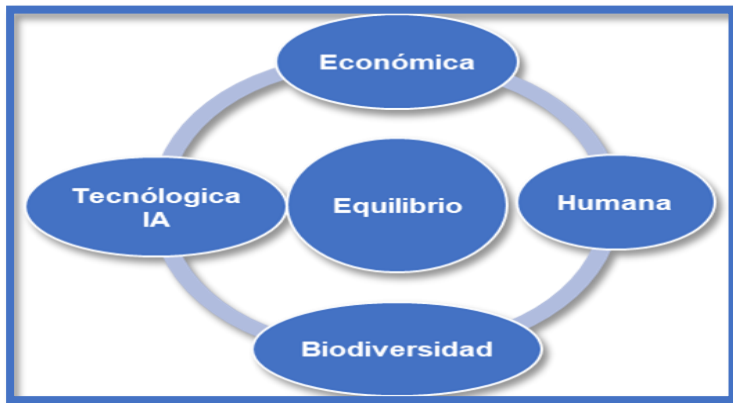 Económica
Tecnólogica
IA
Equilibrio
Humana
Biodiversidad